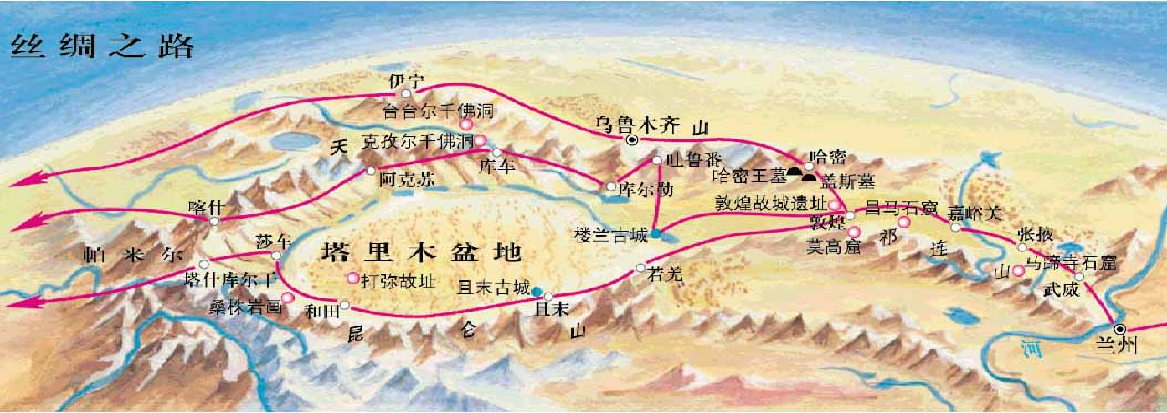 丝绸之路
伊宁
台台尔千佛洞
乌鲁木齐
山
天
克孜尔千佛洞
库车
吐鲁番
哈密
哈密王墓
盖斯墓
阿克苏
库尔勒
喀什
敦煌故城遗址
昌马石窟
嘉峪关
敦煌
楼兰古城
莫高窟
祁
连
山
张掖
马蹄寺石窟
武威
帕米尔
莎车
塔里木盆地
塔什库尔干
打弥故址
且末古城
若羌
桑株岩画
和田
且末
昆
仑
山
河
兰州